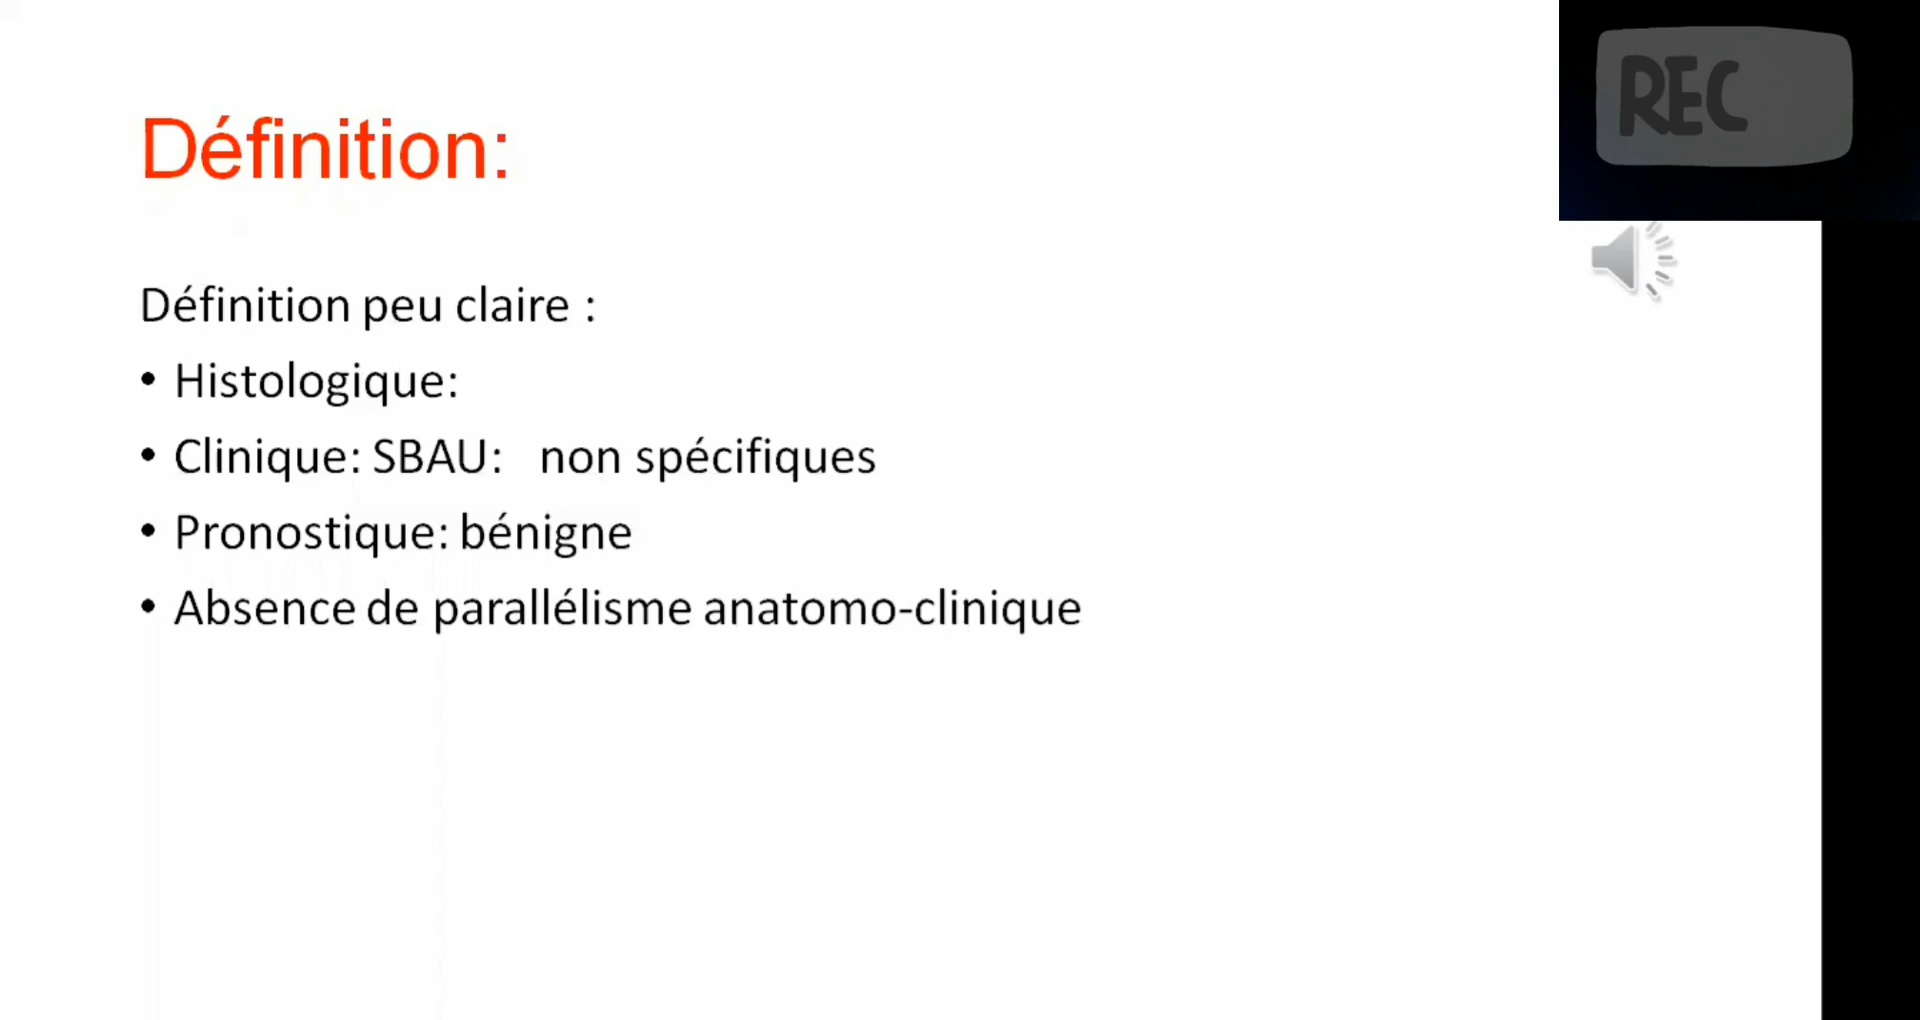 REC
Définition:
Définition peu claire :
• Histologique:
• Clinique: SBAU: non spécifiques
• Pronostique: bénigne
• Absence de parallélisme anatomo-clinique